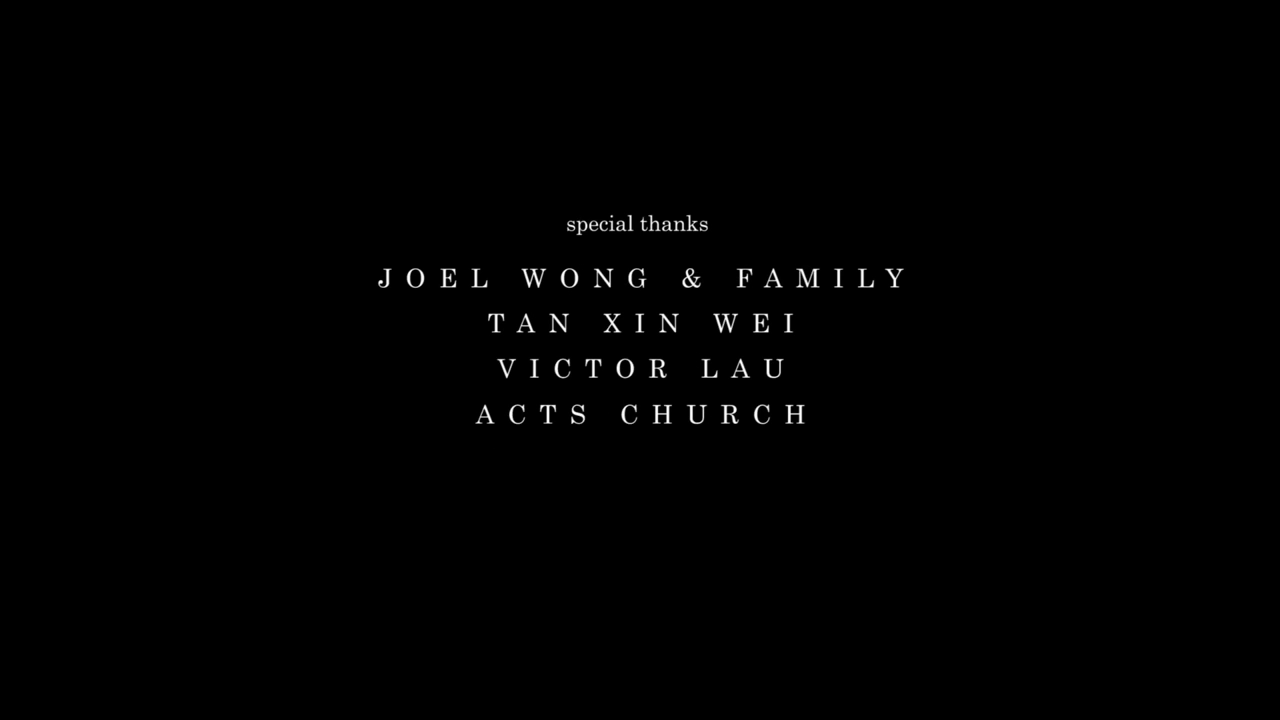 special thanks
JOEL WONG & FAMILY
TAN XIN WEI
VICTOR LAU
ACTS CHURCH